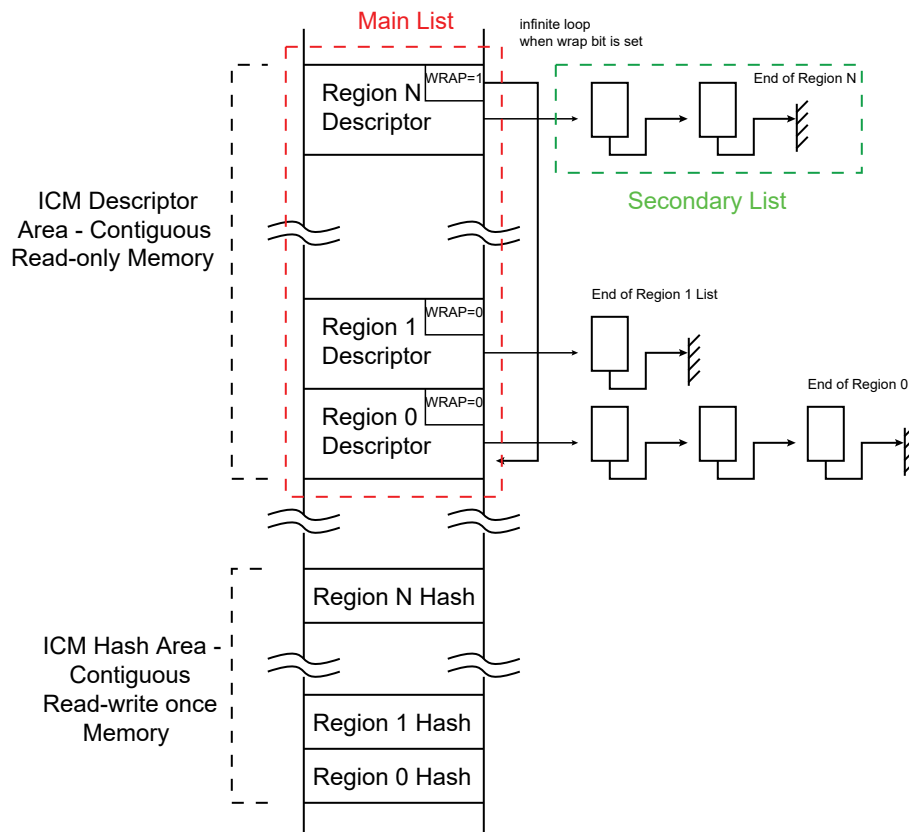 Main List
infinite loop
when wrap bit is set
WRAP=1
Region N
Descriptor
End of Region N
Secondary List
ICM Descriptor
Area - Contiguous
Read-only Memory
WRAP=0
Region 1
Descriptor
End of Region 1 List
WRAP=0
Region 0
Descriptor
End of Region 0
Region N Hash
ICM Hash Area -
Contiguous
Read-write once
Memory
Region 1 Hash
Region 0 Hash